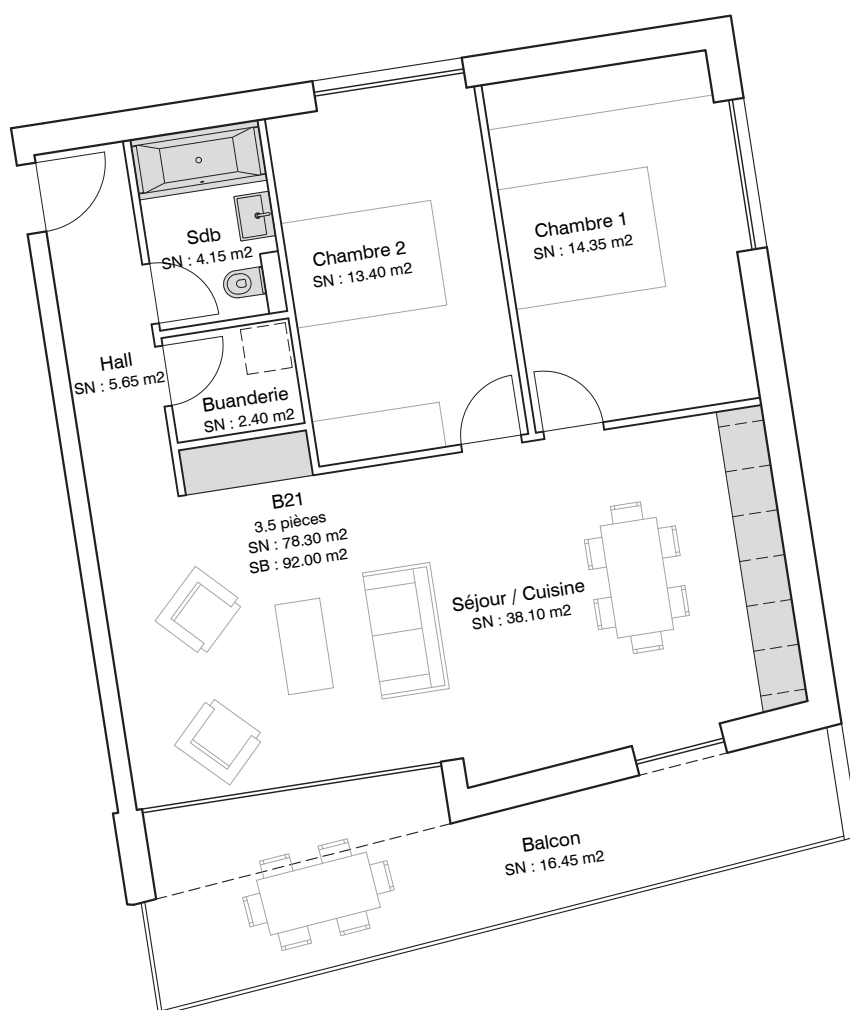 Sdb
SN : 4.15 m2
Chambre 2
SN : 13.40 m2
Chambre 1
SN : 14.35 m2
Hall
SN : 5.65 m2
Buanderie
SN : 2.40 m2
B21
3.5 pièces
SN : 78.30 m2
SB : 92.00 m2
Séjour / Cuisine
SN : 38.10 m2
Balcon
SN : 16.45 m2